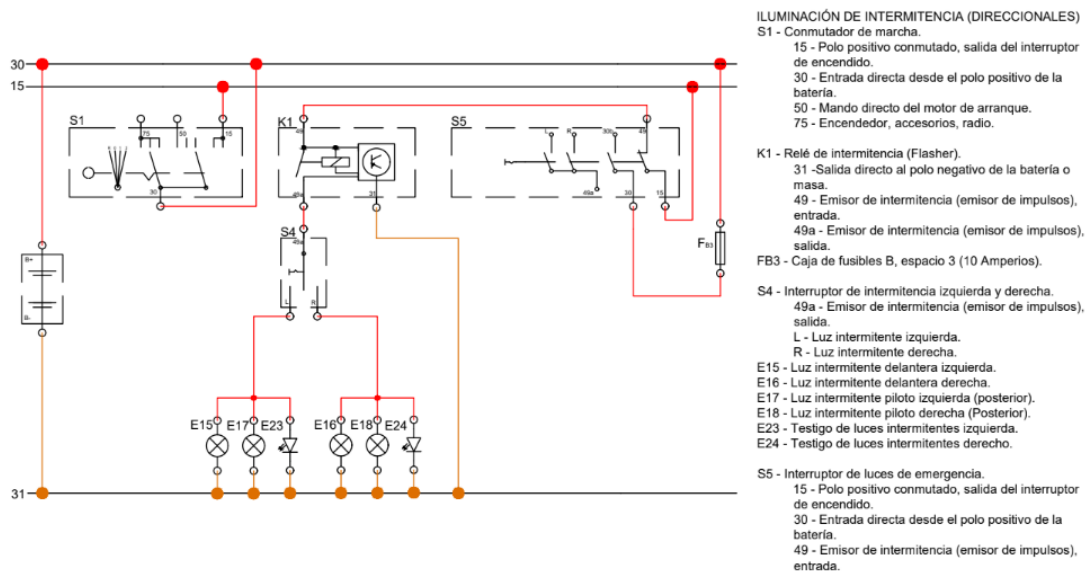 ILUMINACIÓN DE INTERMITENCIA (DIRECCIONALES)
S1 - Conmutador de marcha.
15 - Polo positivo conmutado, salida del interruptor
de encendido.
30 - Entrada directa desde el polo positivo de la
batería.
50 - Mando directo del motor de arranque.
75 - Encendedor, accesorios, radio.
K1 - Relé de intermitencia (Flasher).
31 -Salida directo al polo negativo de la batería o
masa.
49 - Emisor de intermitencia (emisor de impulsos),
entrada.
49a - Emisor de intermitencia (emisor de impulsos),
salida.
FB3 - Caja de fusibles B, espacio 3 (10 Amperios).
S4 - Interruptor de intermitencia izquierda y derecha.
49a - Emisor de intermitencia (emisor de impulsos),
salida.
L - Luz intermitente izquierda.
R - Luz intermitente derecha.
E15 - Luz intermitente delantera izquierda.
E16 - Luz intermitente delantera derecha.
E17 - Luz intermitente piloto izquierda (posterior).
E18 - Luz intermitente piloto derecha (Posterior).
E23 - Testigo de luces intermitentes izquierda.
E24 - Testigo de luces intermitentes derecho.
S5 - Interruptor de luces de emergencia.
15 - Polo positivo conmutado, salida del interruptor
de encendido.
30 - Entrada directa desde el polo positivo de la
batería.
49 - Emisor de intermitencia (emisor de impulsos),
entrada.
30
15
S1
75
50
15
30
K1
49
49a
31
S5
L
R
30b
49
49a
30
15
FB3
B+
B-
S4
49a
L
R
E15
E17
E23
E16
E18
E24
31